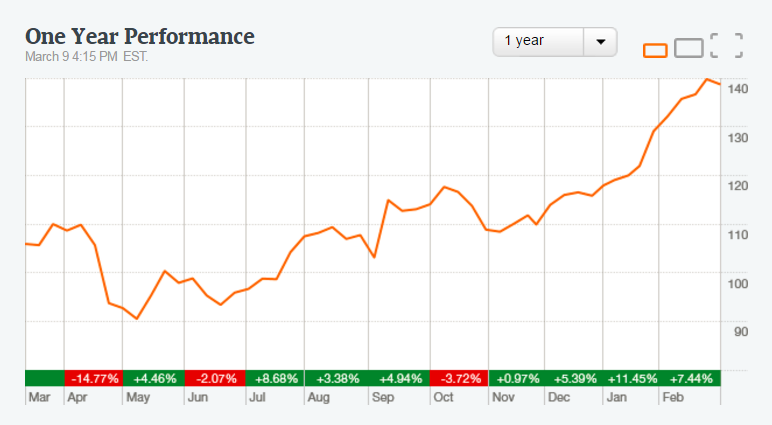 One Year Performance
March 9 4:15 PM EST.
1 year
140
130
120
110
100
90
-14.77% +4.46% -2.07% +8.68% +3.38% +4.94% -3.72% +0.97% +5.39% +11.45% +7.44%
Mar Apr May Jun Jul Aug Sep Oct Nov Dec Jan Feb